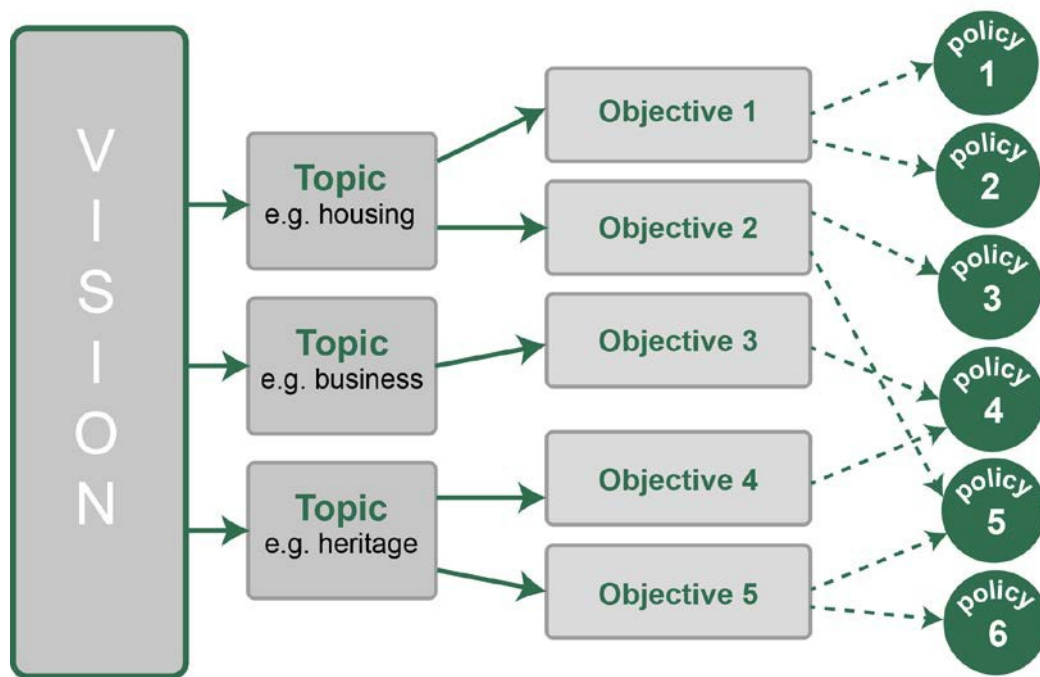 VISION
Topic
e.g. housing
Topic
e.g. business
Topic
e.g. heritage
Objective 1
Objective 2
Objective 3
Objective 4
Objective 5
policy
1
policy
2
policy
3
policy
4
policy
5
policy
6